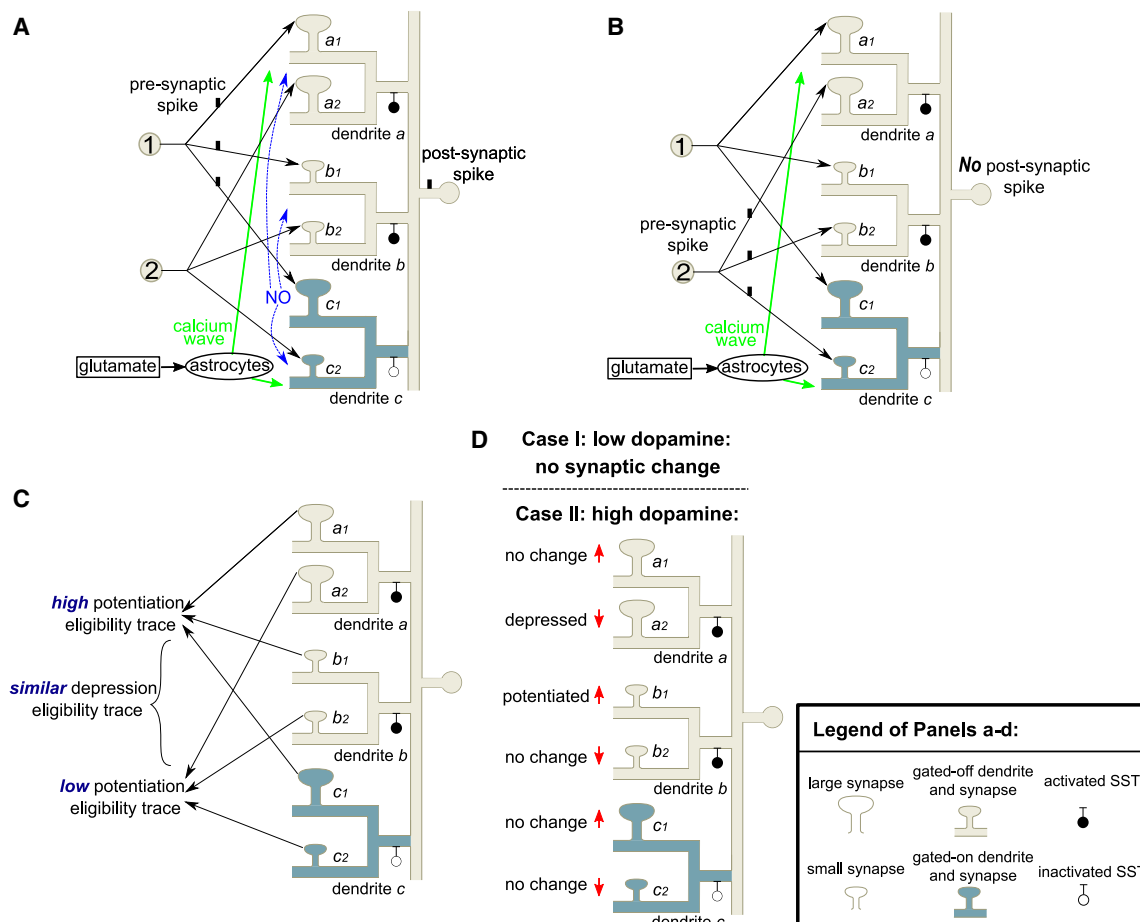 A
a1
pre-synaptic
spike
a2
dendrite a
1
b1
post-synaptic
spike
b2
2
dendrite b
NO
c1
calcium
wave
glutamate
astrocytes
c2
dendrite c
B
a1
a2
dendrite a
1
b1
No post-synaptic
spike
pre-synaptic
spike
b2
2
dendrite b
c1
calcium
wave
glutamate
astrocytes
c2
dendrite c
C
a1
a2
high potentiation
eligibility trace
dendrite a
b1
similar depression
eligibility trace
b2
dendrite b
low potentiation
eligibility trace
c1
c2
dendrite c
D
Case I: low dopamine:
no synaptic change
Case II: high dopamine:
no change
a1
depressed
a2
dendrite a
potentiated
b1
no change
b2
dendrite b
no change
c1
no change
c2
dendrite c
Legend of Panels a-d:
large synapse
gated-off dendrite
and synapse
activated SST
small synapse
gated-on dendrite
and synapse
inactivated SST